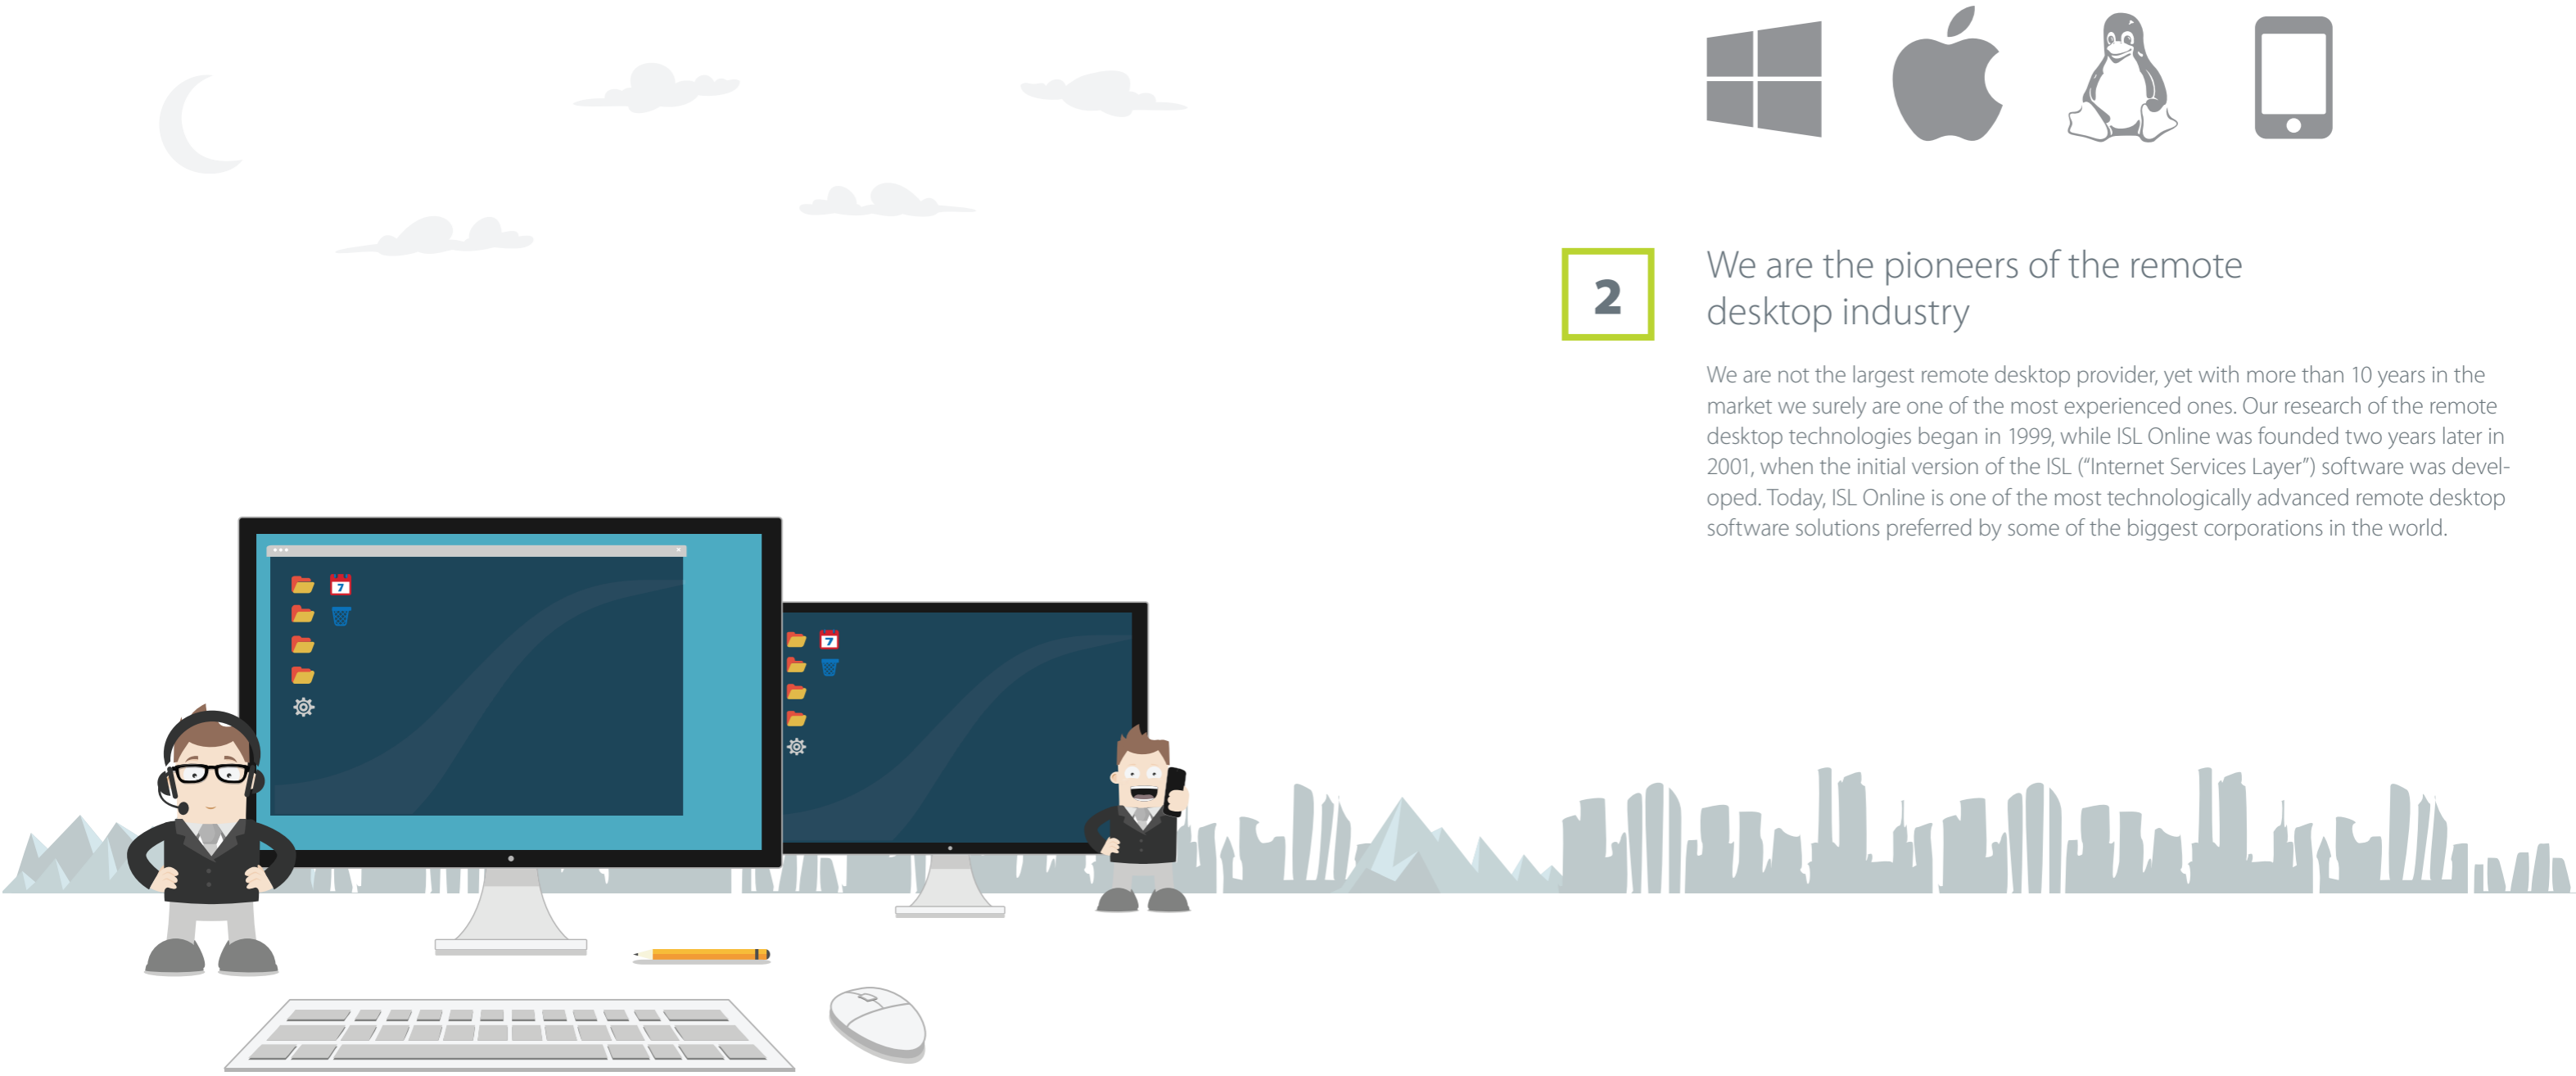 2
We are the pioneers of the remote
desktop industry
We are not the largest remote desktop provider, yet with more than 10 years in the
market we surely are one of the most experienced ones. Our research of the remote
desktop technologies began in 1999, while ISL Online was founded two years later in
2001, when the initial version of the ISL (“Internet Services Layer”) software was devel-
oped. Today, ISL Online is one of the most technologically advanced remote desktop
software solutions preferred by some of the biggest corporations in the world.
7
7